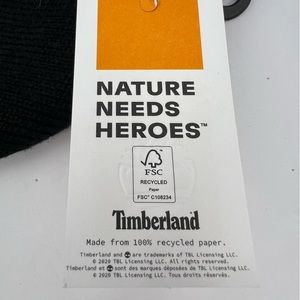 NATURE
NEEDS
HEROES™
FSC
RECYCLED
Paper
FSC® C108234
Timberland
Made from 100% recycled paper.
Timberland and are trademarks of TBL Licensing LLC.
© 2020 TBL Licensing LLC. All rights reserved.
Timberland et sont des marques déposées de TBL Licensing LLC.
© 2020 TBL Licensing LLC. Tous droits réservés.